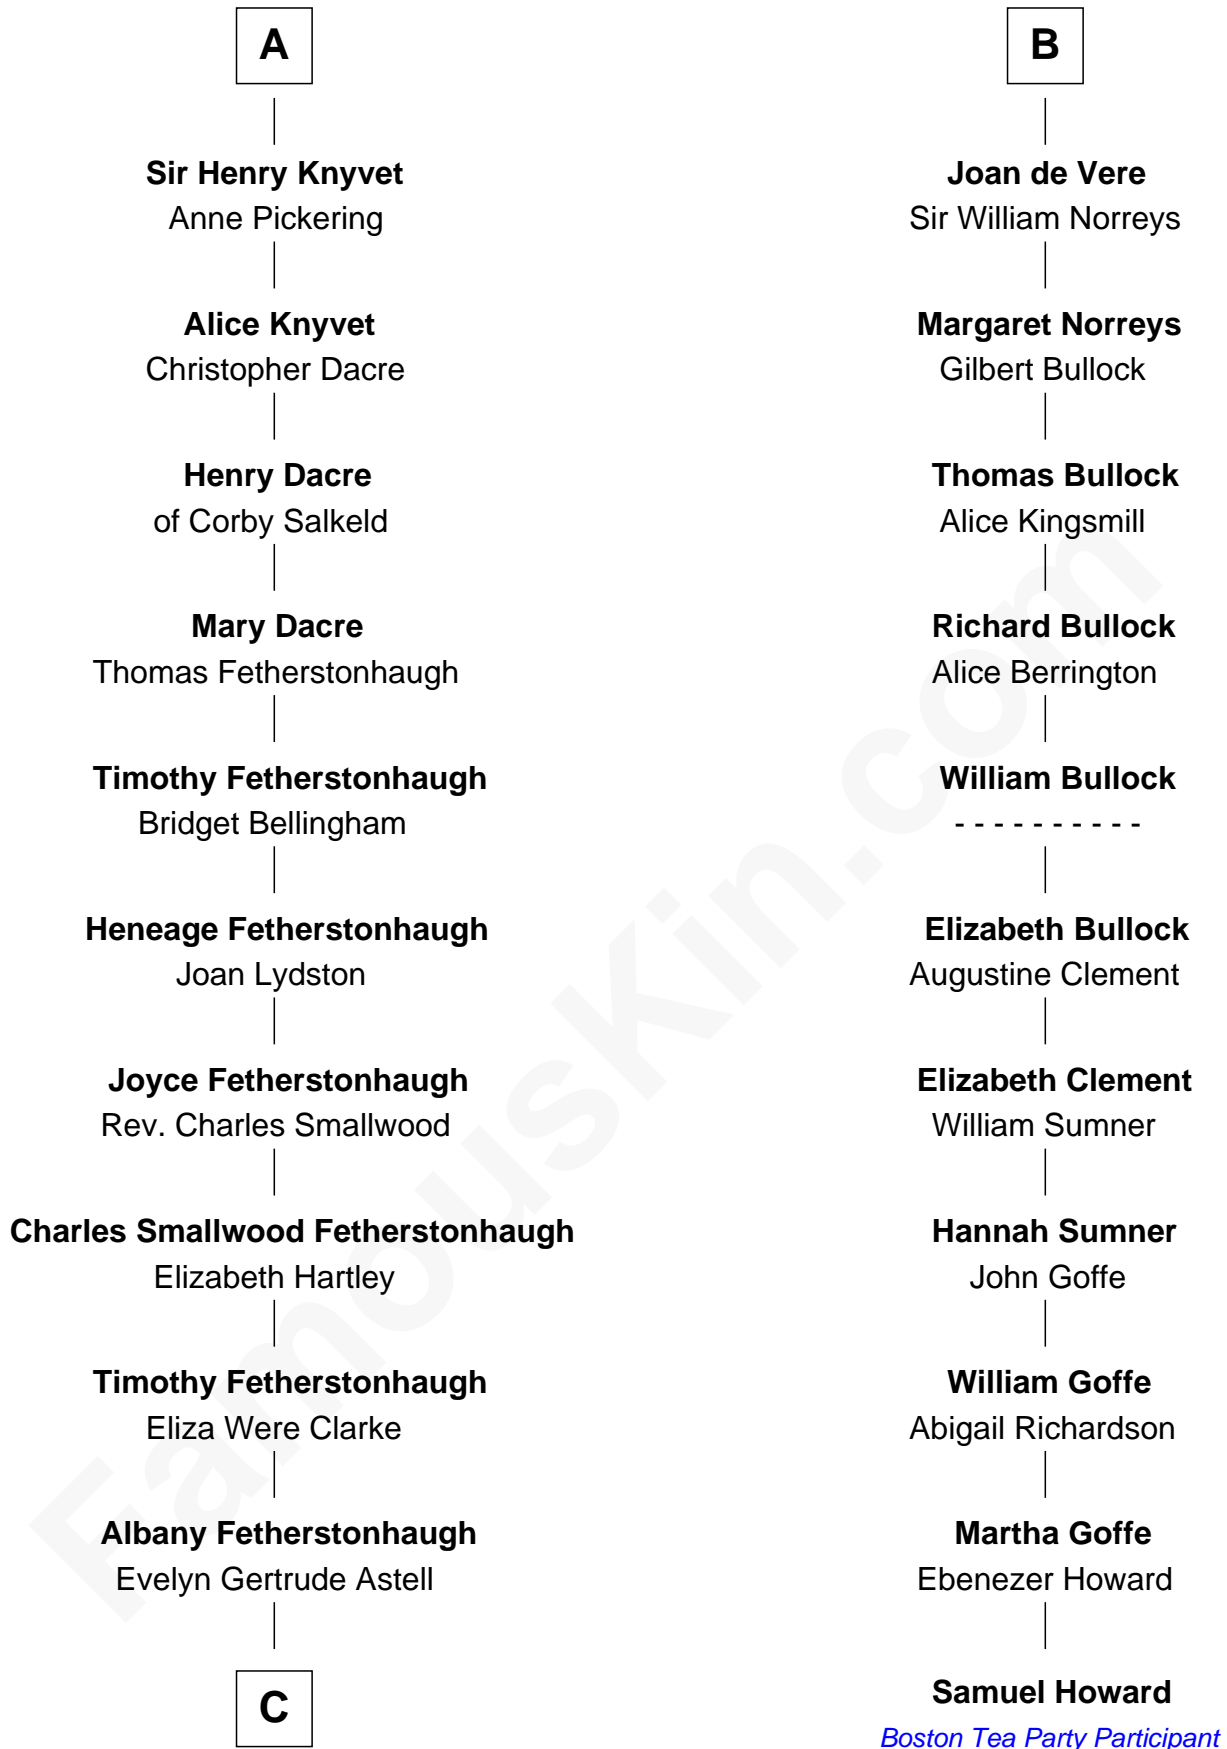 A
Sir Henry Knyvet
Anne Pickering
Alice Knyvet
Christopher Dacre
Henry Dacre
of Corby Salkeld
Mary Dacre
Thomas Fetherstonhaugh
Timothy Fetherstonhaugh
Bridget Bellingham
Heneage Fetherstonhaugh
Joan Lydston
Joyce Fetherstonhaugh
Rev. Charles Smallwood
Charles Smallwood Fetherstonhaugh
Elizabeth Hartley
Timothy Fetherstonhaugh
Eliza Were Clarke
Albany Fetherstonhaugh
Evelyn Gertrude Astell
C
B
Joan de Vere
Sir William Norreys
Margaret Norreys
Gilbert Bullock
Thomas Bullock
Alice Kingsmill
Richard Bullock
Alice Berrington
William Bullock
- - - - - - - - - -
Elizabeth Bullock
Augustine Clement
Elizabeth Clement
William Sumner
Hannah Sumner
John Goffe
William Goffe
Abigail Richardson
Martha Goffe
Ebenezer Howard
Samuel Howard
Boston Tea Party Participant
FamousKin.com